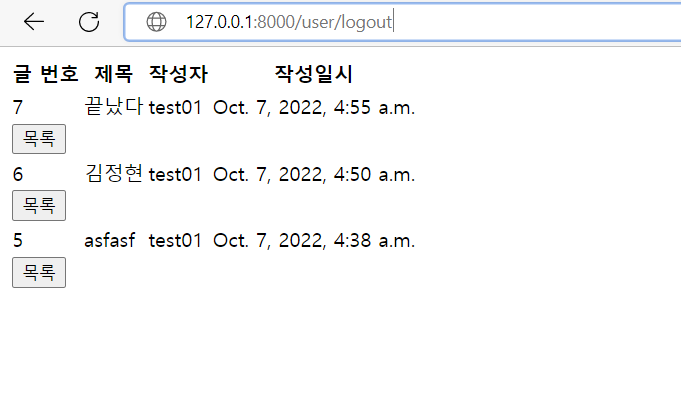 127.0.0.1:8000/user/logout
글 번호 제목 작성자 작성일시
7 끝났다 test01 Oct. 7, 2022, 4:55 a.m.
목록
6 김정현 test01 Oct. 7, 2022, 4:50 a.m.
목록
5 asfasf test01 Oct. 7, 2022, 4:38 a.m.
목록